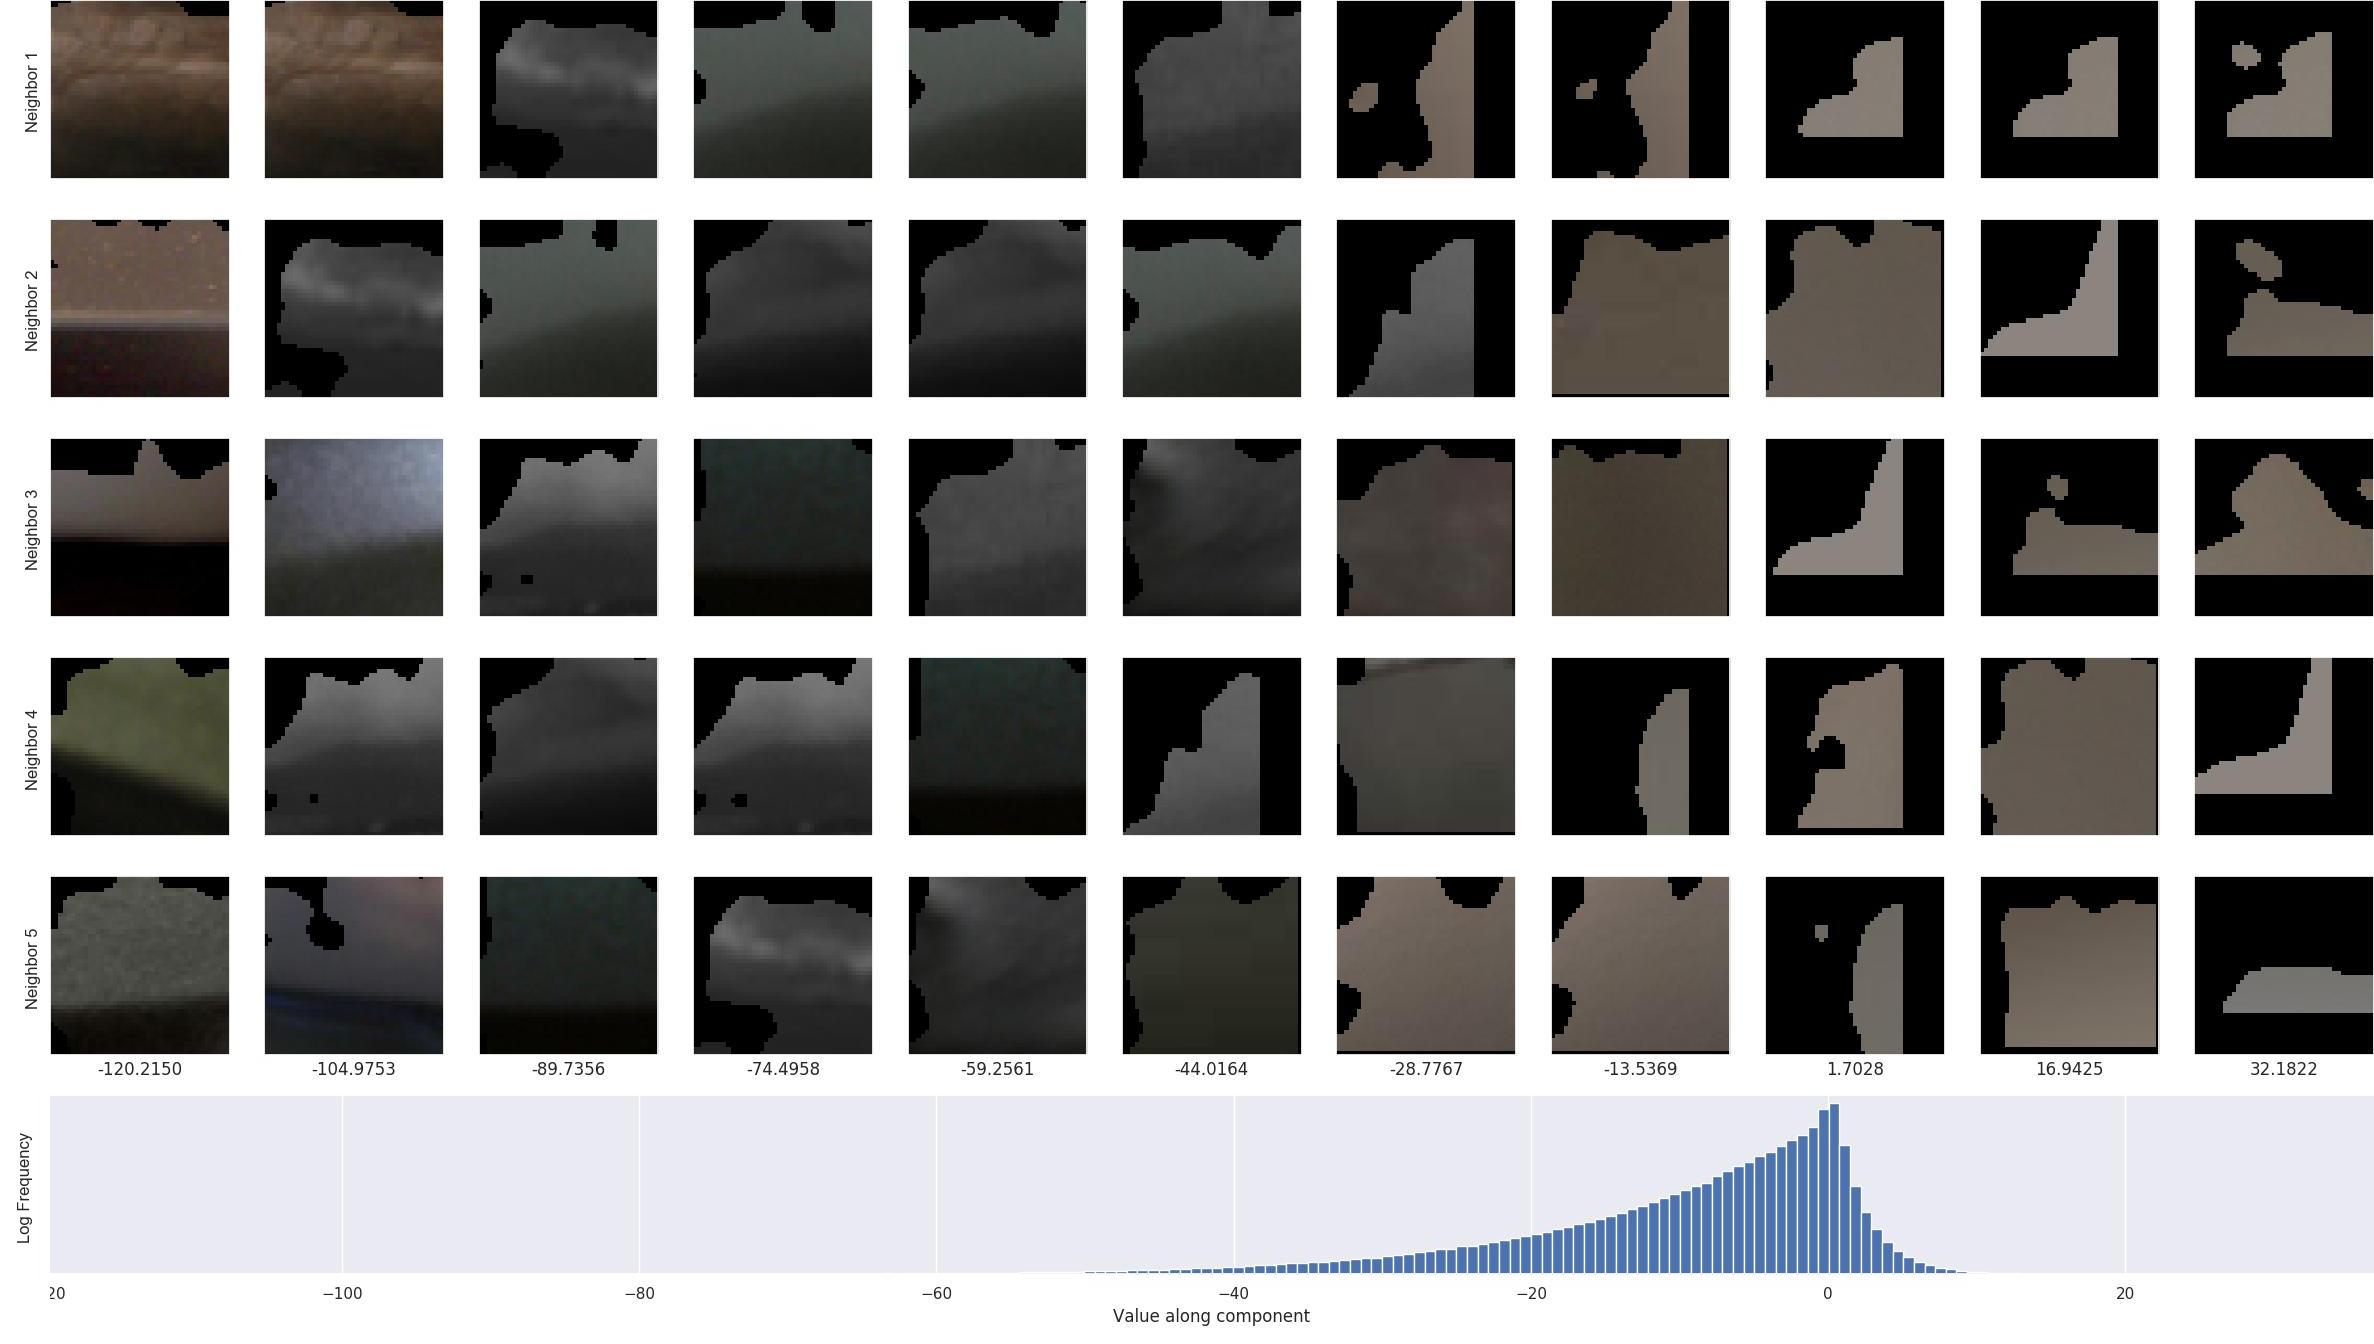 Neighbor 1
Neighbor 2
Neighbor 3
Neighbor 4
Neighbor 5
-120.2150 -104.9753 -89.7356 -74.4958 -59.2561 -44.0164 -28.7767 -13.5369 1.7028 16.9425 32.1822
Log Frequency
20 −100 −80 −60 −40 −20 0 20
Value along component